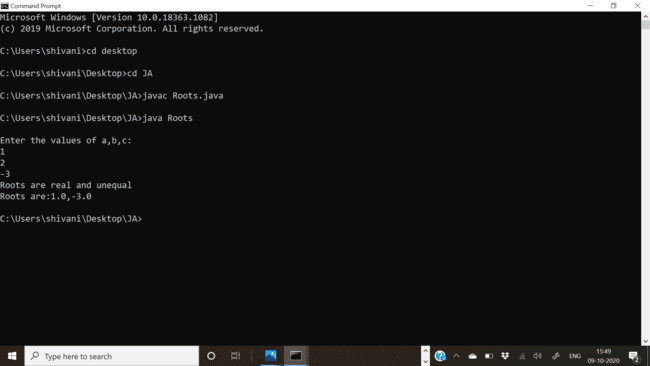 Command Prompt
Microsoft Windows [Version 10.0.18363.1082]
(c) 2019 Microsoft Corporation. All rights reserved.
C:\Users\shivani>cd desktop
C:\Users\shivani\Desktop>cd JA
C:\Users\shivani\Desktop\JA>javac Roots.java
C:\Users\shivani\Desktop\JA>java Roots
Enter the values of a,b,c:
1
2
-3
Roots are real and unequal
Roots are:1.0,-3.0
C:\Users\shivani\Desktop\JA>
Type here to search
ENG
15:49
09-10-2020
2